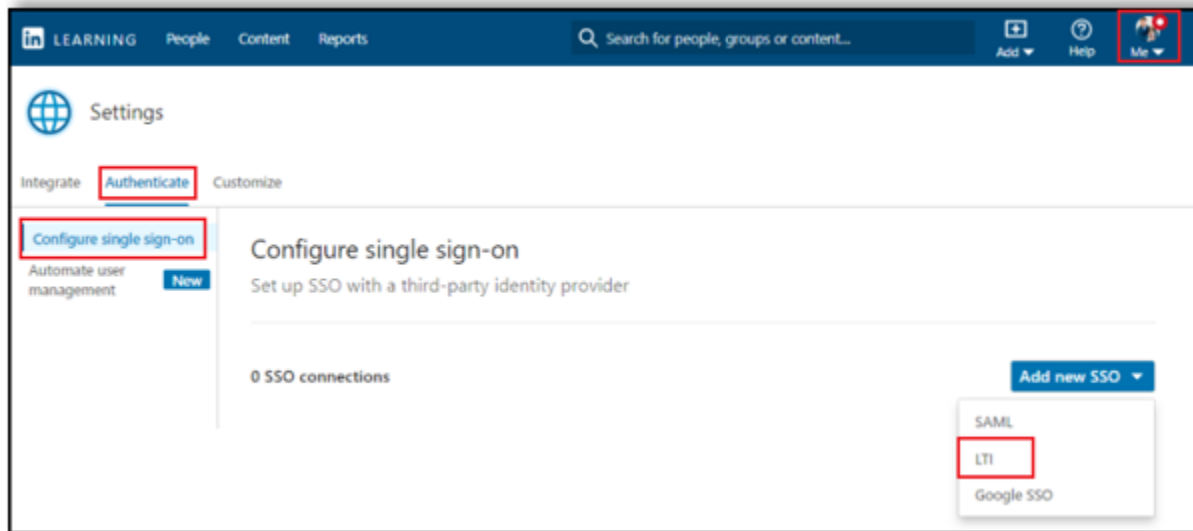 in LEARNING People Content Reports Search for people, groups or content... Add Help Me
Settings
Integrate Authenticate Customize
Configure single sign-on
Automate user
management New
Configure single sign-on
Set up SSO with a third-party identity provider
0 SSO connections Add new SSO
SAML
LTI
Google SSO